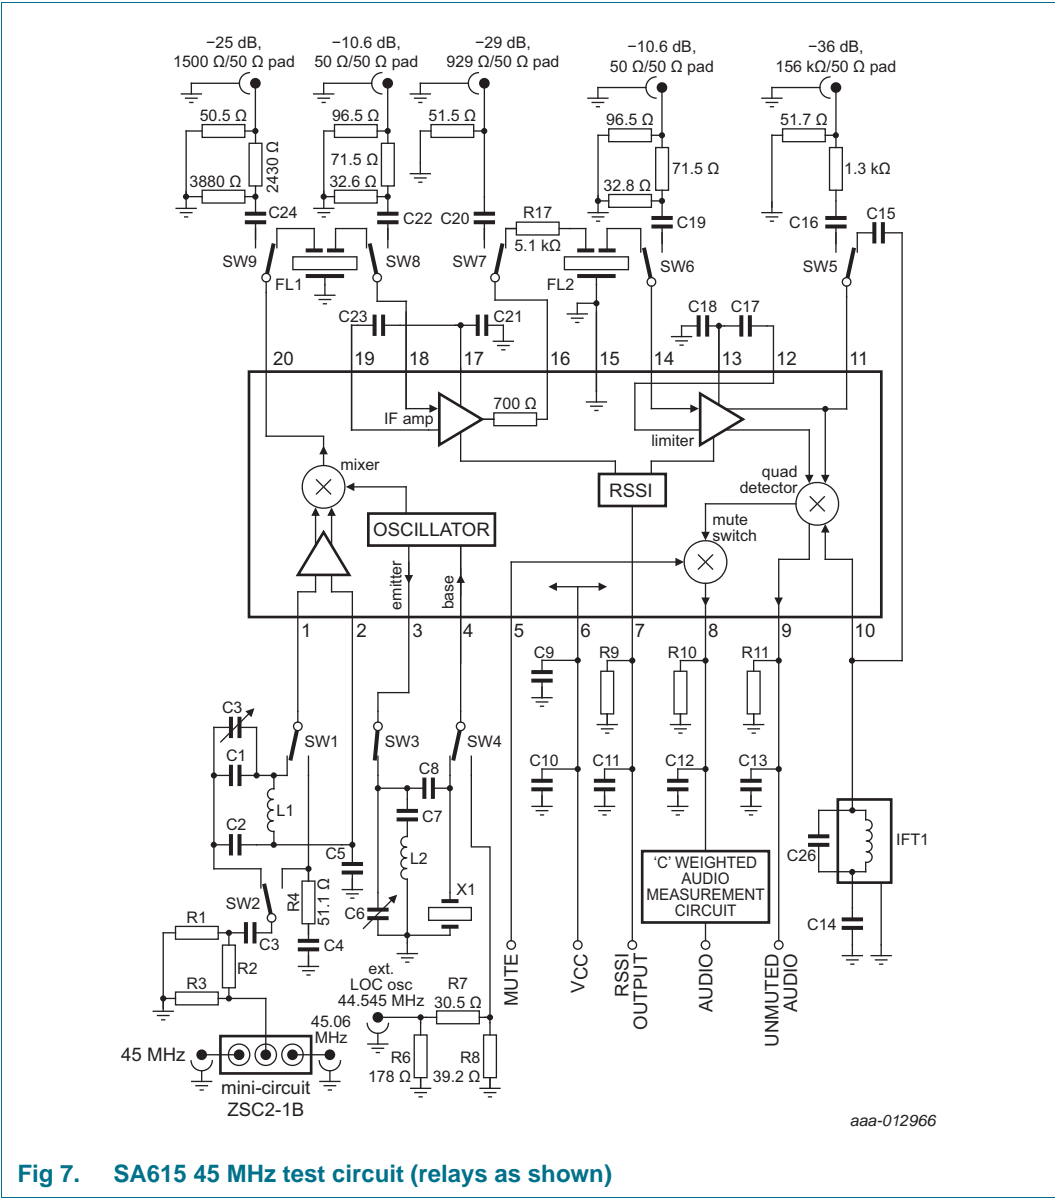 −25 dB,
1500 Ω/50 Ω pad
−10.6 dB,
50 Ω/50 Ω pad
−29 dB,
929 Ω/50 Ω pad
−10.6 dB,
50 Ω/50 Ω pad
−36 dB,
156 kΩ/50 Ω pad
50.5 Ω
96.5 Ω
51.5 Ω
96.5 Ω
51.7 Ω
2430 Ω
71.5 Ω
71.5 Ω
1.3 kΩ
3880 Ω
32.6 Ω
32.8 Ω
C24
C22
C20
R17
5.1 kΩ
C19
C16
C15
SW9
FL1
SW8
SW7
FL2
SW6
SW5
C23
C21
C18
C17
20
19
18
17
16
15
14
13
12
11
IF amp
700 Ω
limiter
mixer
RSSI
quad
detector
OSCILLATOR
mute
switch
emitter
base
1
2
3
4
5
6
7
8
9
10
C9
R9
R10
R11
C3
SW1
SW3
SW4
C1
C8
C10
C11
C12
C13
L1
C7
C2
C5
L2
C26
IFT1
'C' WEIGHTED
AUDIO
MEASUREMENT
CIRCUIT
SW2
R4
51.1 Ω
C6
X1
R1
C3
C4
C14
R2
R3
ext.
LOC osc
44.545 MHz
R7
30.5 Ω
MUTE
VCC
RSSI
OUTPUT
AUDIO
UNMUTED
AUDIO
45.06
MHz
45 MHz
R6
178 Ω
R8
39.2 Ω
mini-circuit
ZSC2-1B
aaa-012966
Fig 7. SA615 45 MHz test circuit (relays as shown)